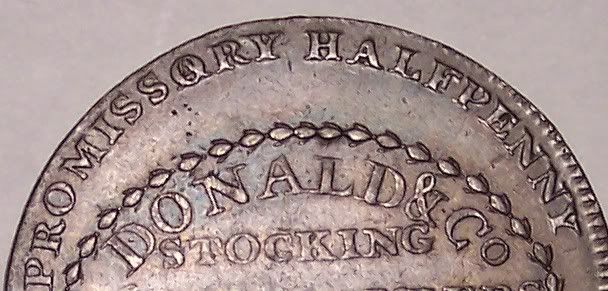 PROMISSORY HALFPENNY
DONALD & Co
STOCKING